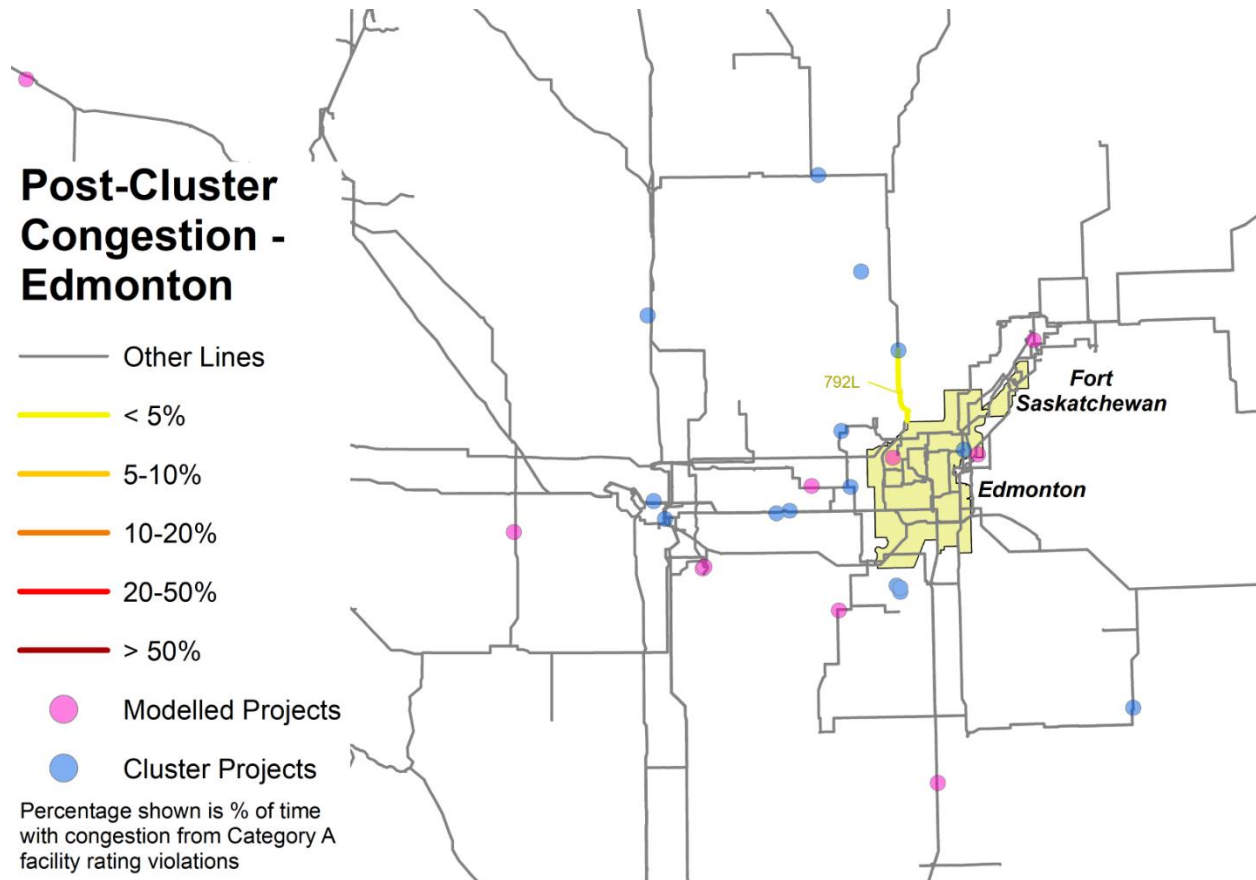 Post-Cluster
Congestion -
Edmonton
Other Lines
< 5%
5-10%
10-20%
20-50%
> 50%
Modelled Projects
Cluster Projects
Percentage shown is % of time
with congestion from Category A
facility rating violations
792L
Fort
Saskatchewan
Edmonton